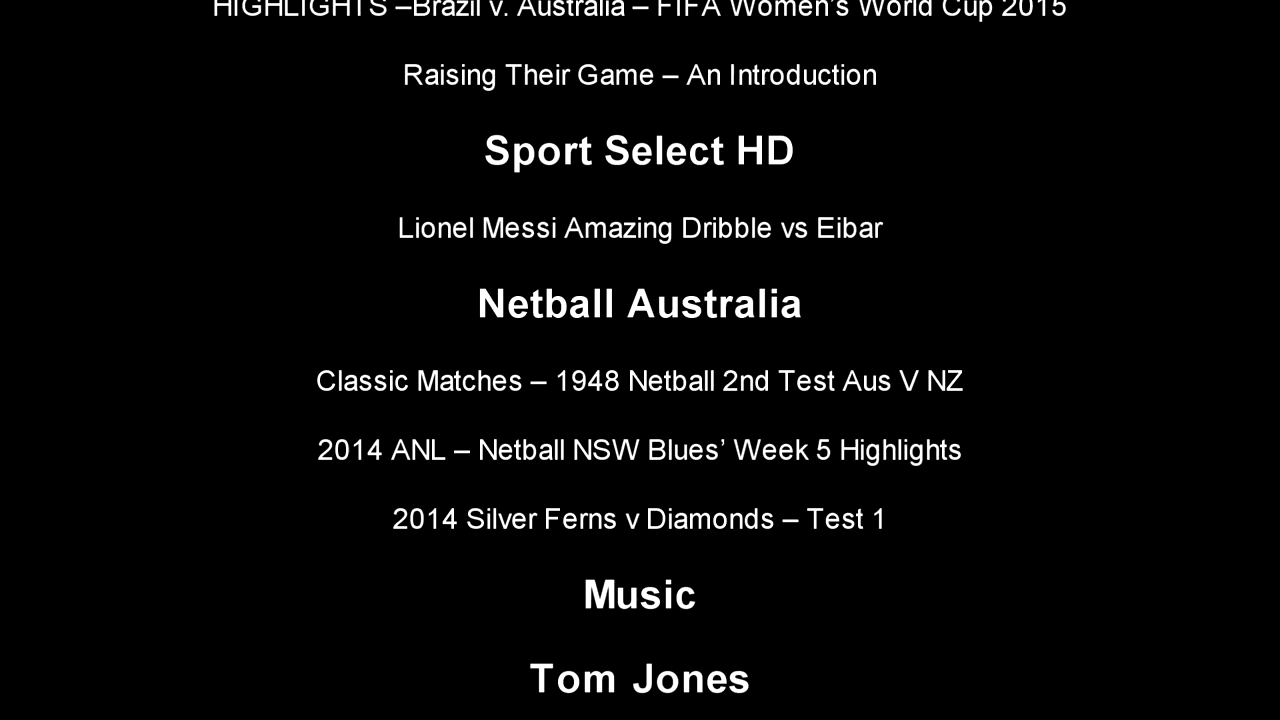 HIGHLIGHTS –Brazil v. Australia – FIFA Women's World Cup 2015
Raising Their Game – An Introduction
Sport Select HD
Lionel Messi Amazing Dribble vs Eibar
Netball Australia
Classic Matches – 1948 Netball 2nd Test Aus V NZ
2014 ANL – Netball NSW Blues’ Week 5 Highlights
2014 Silver Ferns v Diamonds – Test 1
Music
Tom Jones